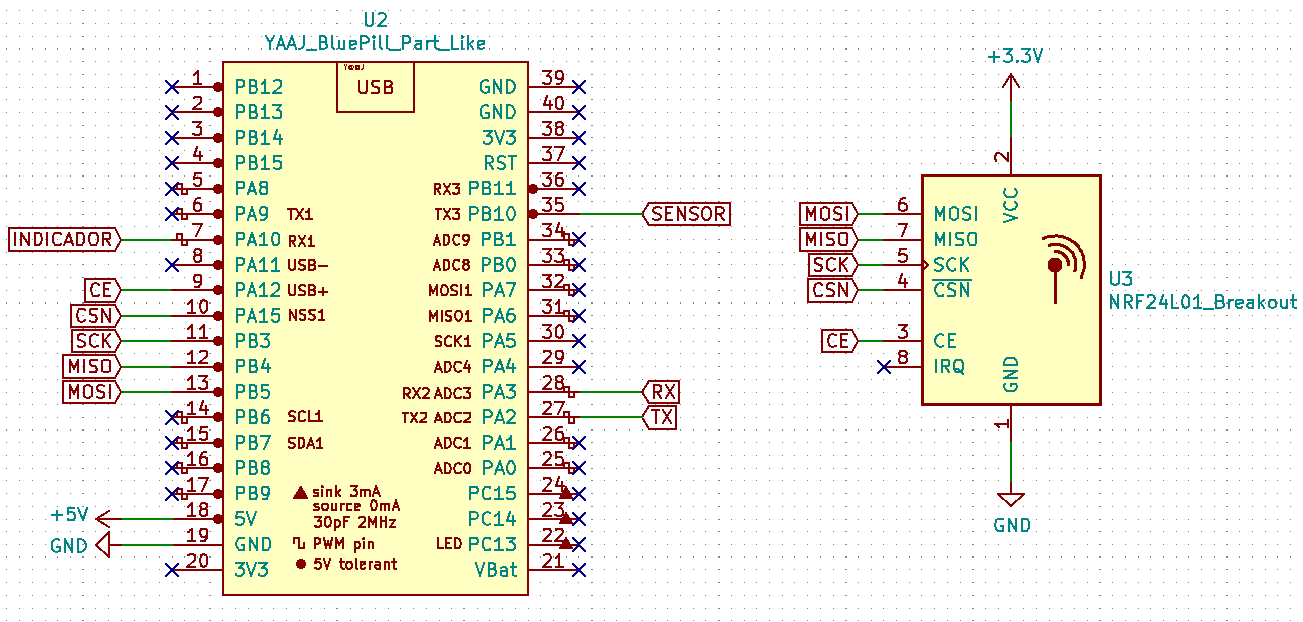 U2
YAAJ_BluePill_Part_Like
YaaJ
USB
1 PB12
2 PB13
3 PB14
4 PB15
5 PA8
6 PA9 TX1
INDICADOR 7 PA10 RX1
8 PA11 USB-
CE 9 PA12 USB+
CSN 10 PA15 NSS1
SCK 11 PB3
MISO 12 PB4
MOSI 13 PB5
14 PB6 SCL1
15 PB7 SDA1
16 PB8
17 PB9
+5V 18 5V
GND 19 GND
20 3V3
sink 3mA
source 0mA
30pF 2MHz
PWM pin
5V tolerant
GND 39
GND 40
3V3 38
RST 37
RX3 PB11 36
TX3 PB10 35 SENSOR
ADC9 PB1 34
ADC8 PB0 33
MOSI1 PA7 32
MISO1 PA6 31
SCK1 PA5 30
ADC4 PA4 29
RX2 ADC3 PA3 28 RX
TX2 ADC2 PA2 27 TX
ADC1 PA1 26
ADC0 PA0 25
PC15 24
PC14 23
LED PC13 22
VBat 21
+3.3V
2
VCC
MOSI 6 MOSI
MISO 7 MISO
SCK 5 SCK
CSN 4 CSN
CE 3 CE
8 IRQ
GND
1
GND
U3
NRF24L01_Breakout